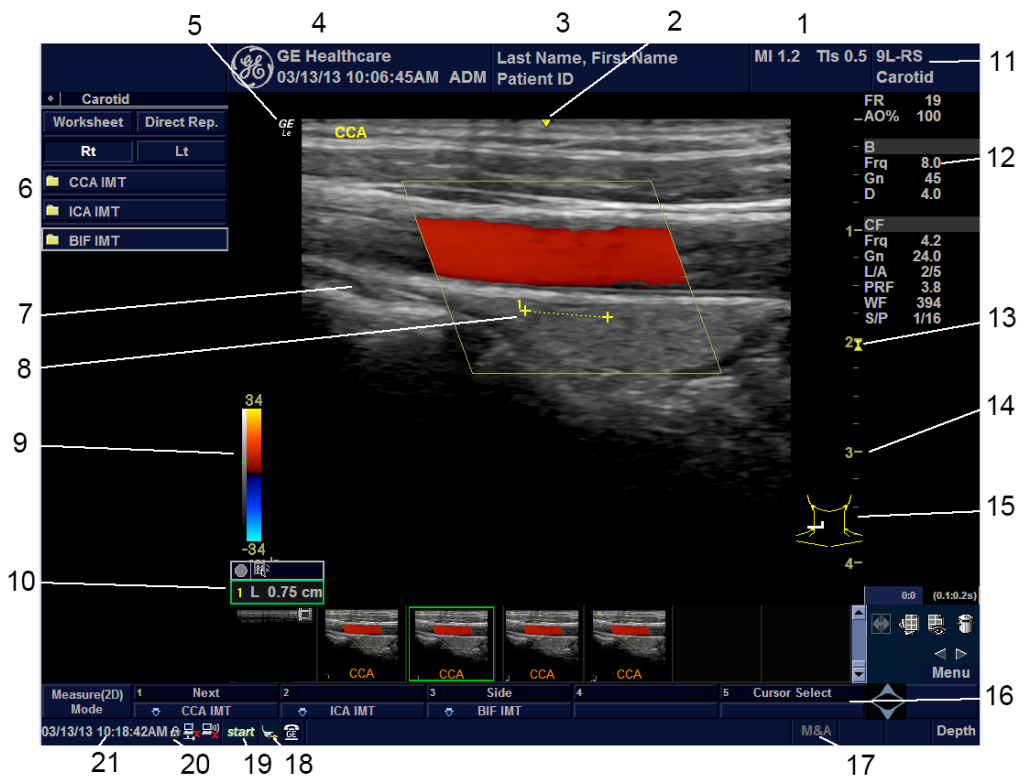 5 4 3 2 1
GE Healthcare
03/13/13 10:06:45AM ADM
Last Name, First Name
Patient ID
MI 1.2 TIs 0.5
9L-RS
Carotid
11
Carotid
Worksheet Direct Rep.
Rt Lt
6
CCA IMT
ICA IMT
BIF IMT
GE
Le
CCA
FR 19
AO% 100
B
Frq 8.0
Gn 45
D 4.0
12
CF
Frq 4.2
Gn 24.0
L/A 2/5
PRF 3.8
WF 394
S/P 1/16
1
2
3
4
13
14
15
7
8
1
9
34
-34
10
1 L 0.75 cm
0:0 (0.1:0.2s)
CCA CCA CCA CCA
Menu
Measure(2D)
Mode
1 Next
CCA IMT
2
ICA IMT
3 Side
BIF IMT
4
5 Cursor Select
16
03/13/13 10:18:42AM
start
GE
M&A
Depth
21 20 19 18 17